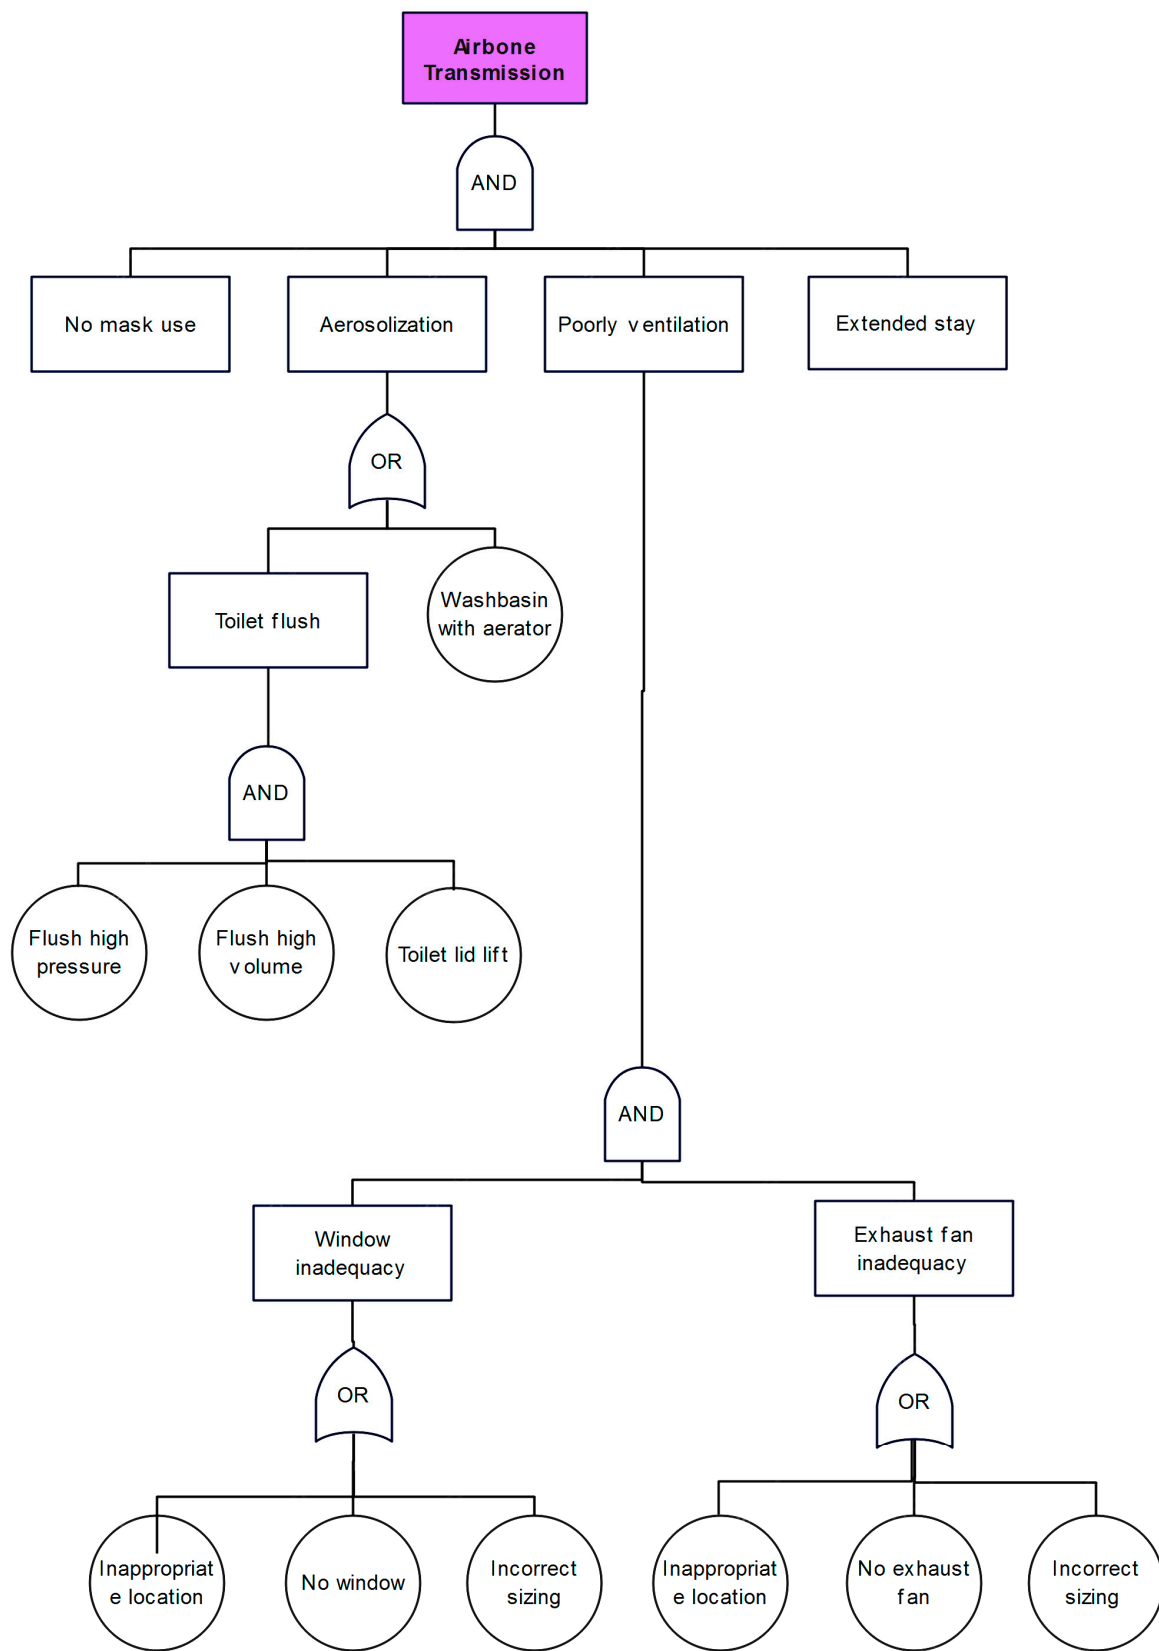 Airbone
Transmission
AND
No mask use
Aerosolization
Poorly ventilation
Extended stay
OR
Toilet flush
Washbasin
with aerator
AND
Flush high
pressure
Flush high
volume
Toilet lid lift
AND
Window
inadequacy
Exhaust fan
inadequacy
OR
OR
Inappropriat
e location
No window
Incorrect
sizing
Inappropriat
e location
No exhaust
fan
Incorrect
sizing